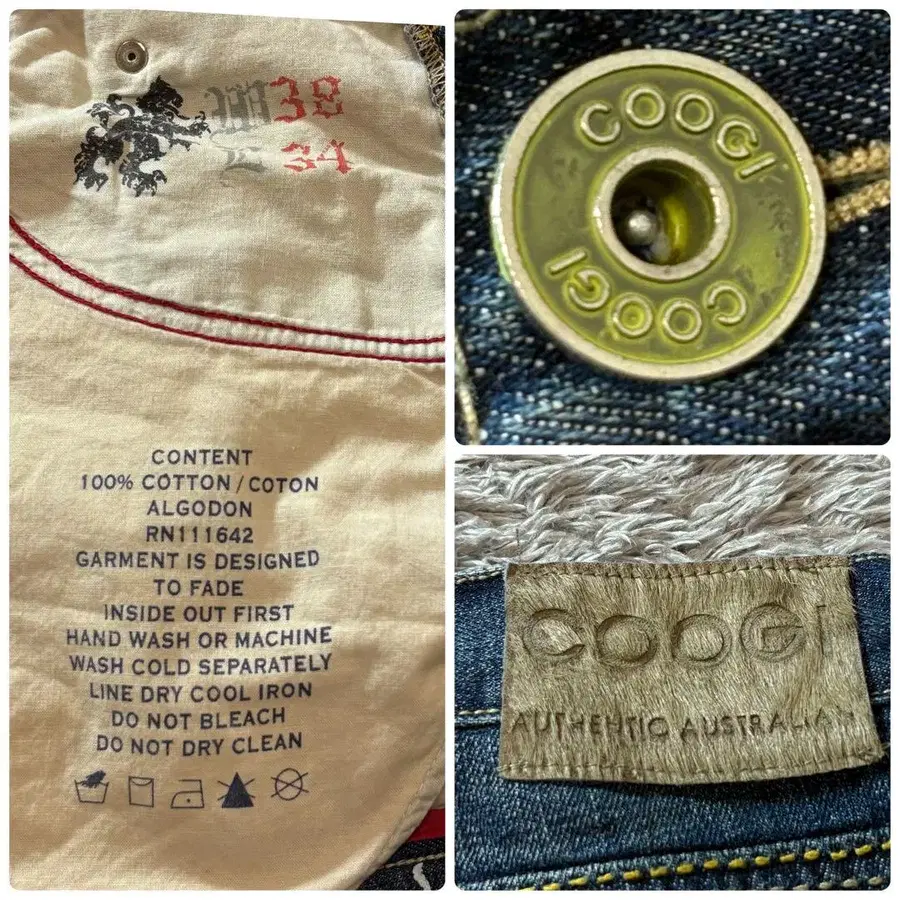 W38
L 34
CONTENT
100% COTTON / COTON
ALGODON
RN111642
GARMENT IS DESIGNED
TO FADE
INSIDE OUT FIRST
HAND WASH OR MACHINE
WASH COLD SEPARATELY
LINE DRY COOL IRON
DO NOT BLEACH
DO NOT DRY CLEAN
COOGI
COOGI
COOGI
AUTHENTIC AUSTRALIAN